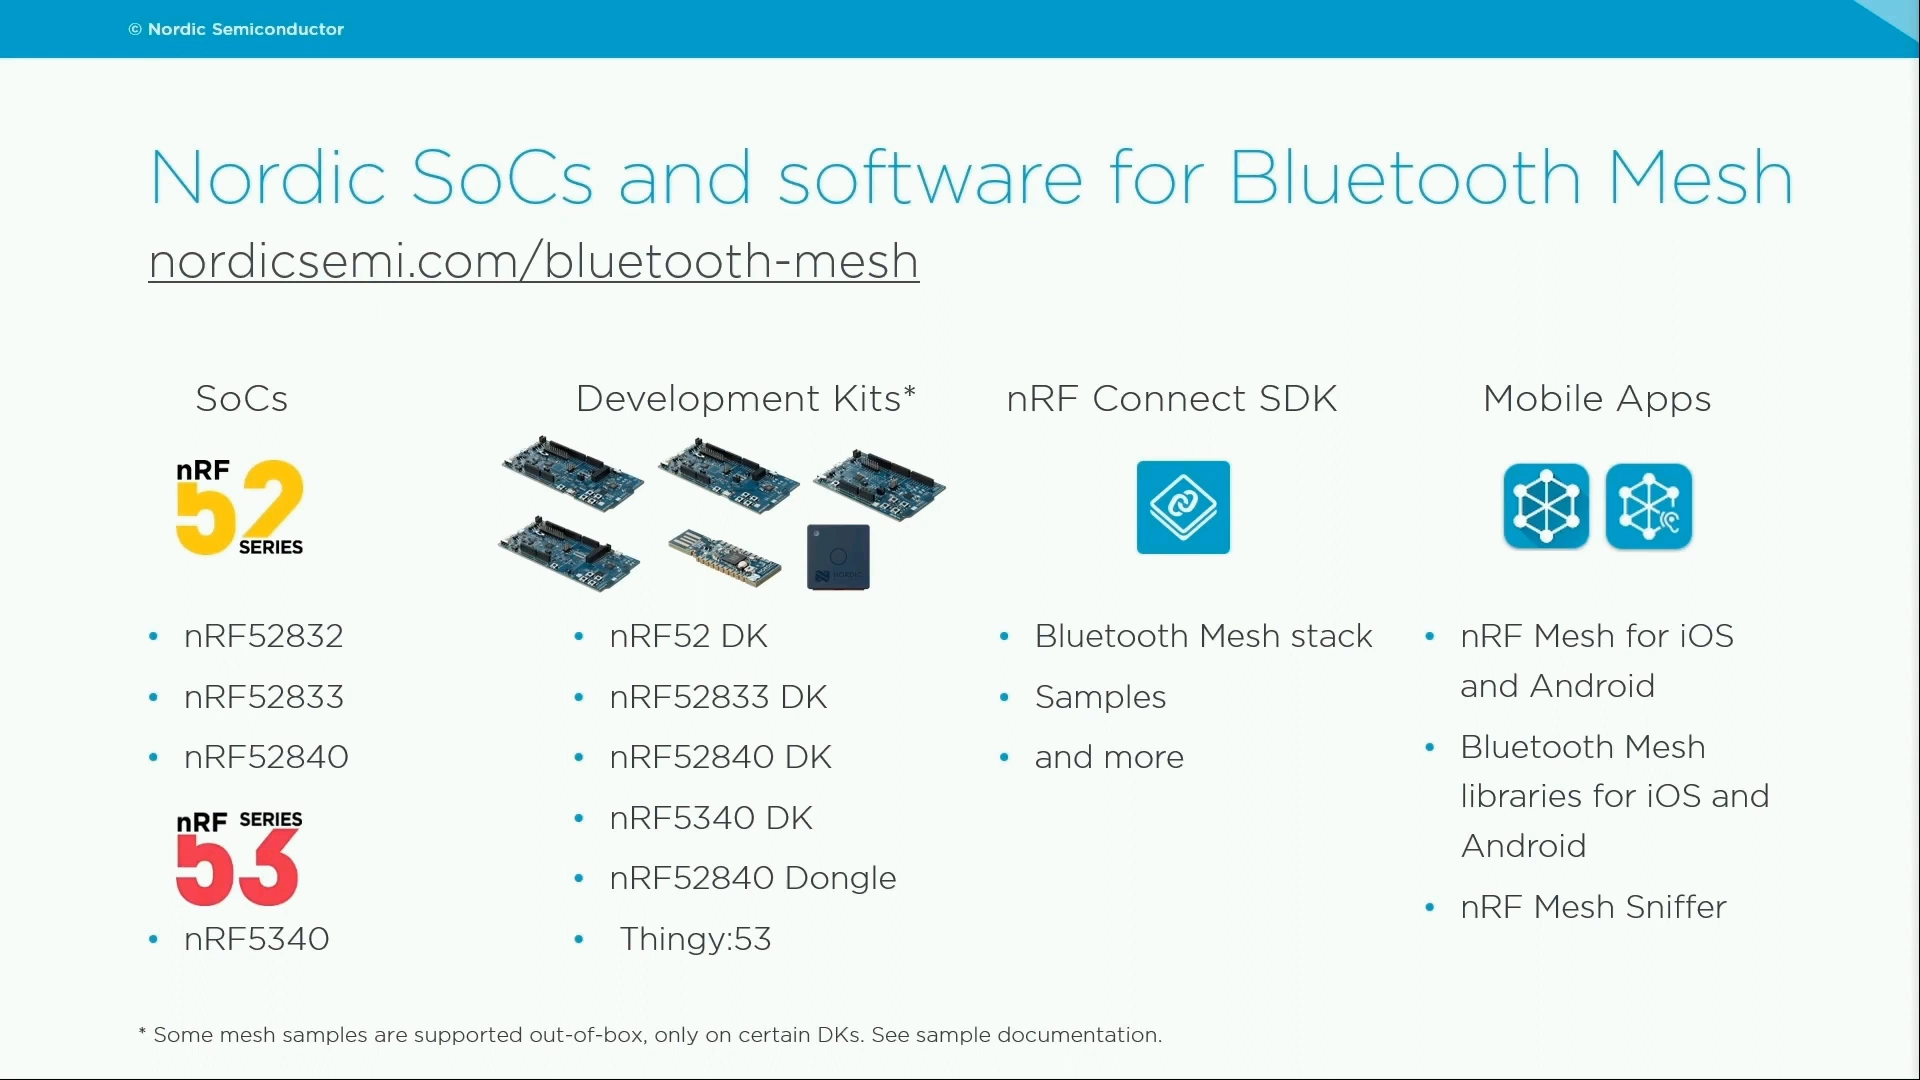 © Nordic Semiconductor
Nordic SoCs and software for Bluetooth Mesh
nordicsemi.com/bluetooth-mesh
SoCs
nRF
52
SERIES
• nRF52832
• nRF52833
• nRF52840
nRF SERIES
53
• nRF5340
Development Kits*
NORDIC
• nRF52 DK
• nRF52833 DK
• nRF52840 DK
• nRF5340 DK
• nRF52840 Dongle
• Thingy:53
nRF Connect SDK
• Bluetooth Mesh stack
• Samples
• and more
Mobile Apps
• nRF Mesh for iOS
and Android
• Bluetooth Mesh
libraries for iOS and
Android
• nRF Mesh Sniffer
* Some mesh samples are supported out-of-box, only on certain DKs. See sample documentation.